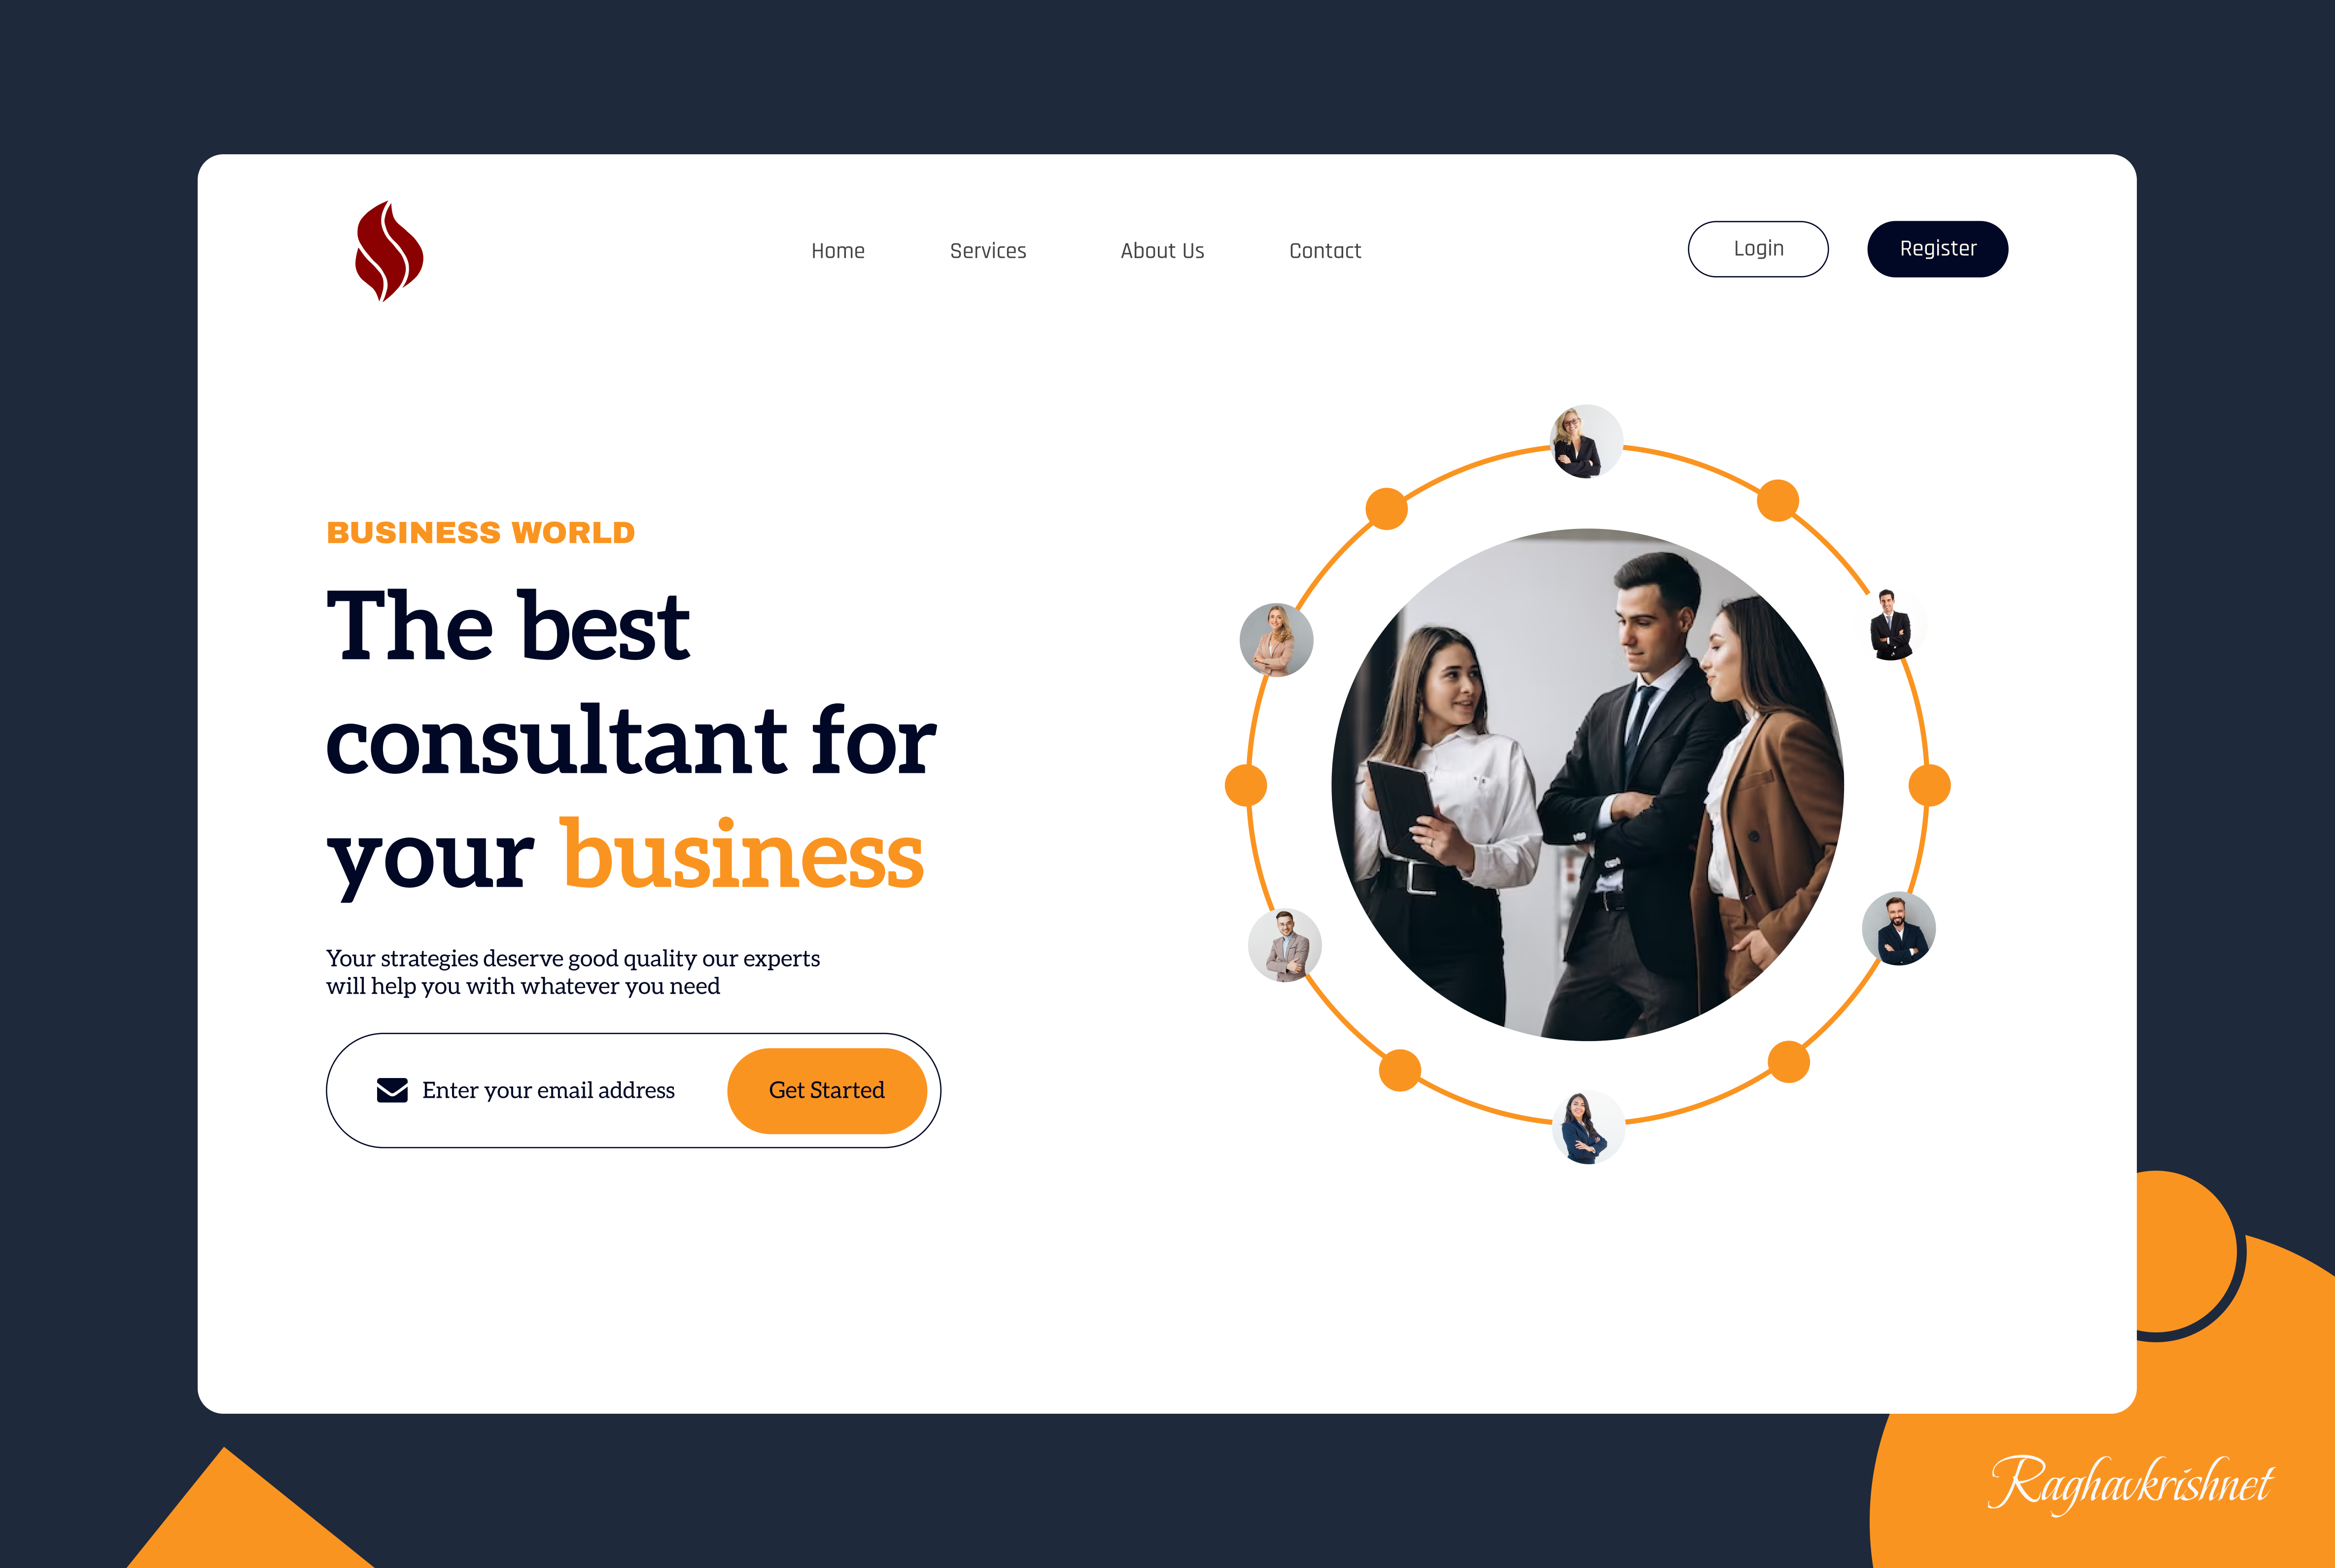 Home Services About Us Contact Login Register
BUSINESS WORLD
The best
consultant for
your business
Your strategies deserve good quality our experts
will help you with whatever you need
Enter your email address Get Started
Raghavkrishnet